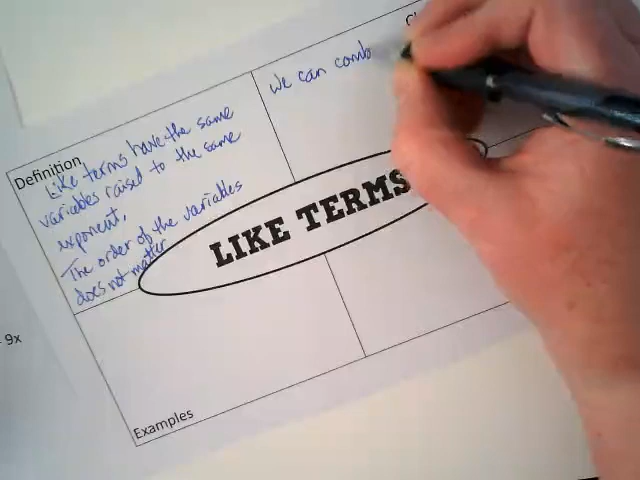 Definition
Like terms have the same
variables raised to the same
exponent.
The order of the variables
does not matter
we can comb
LIKE TERMS
9x
Examples